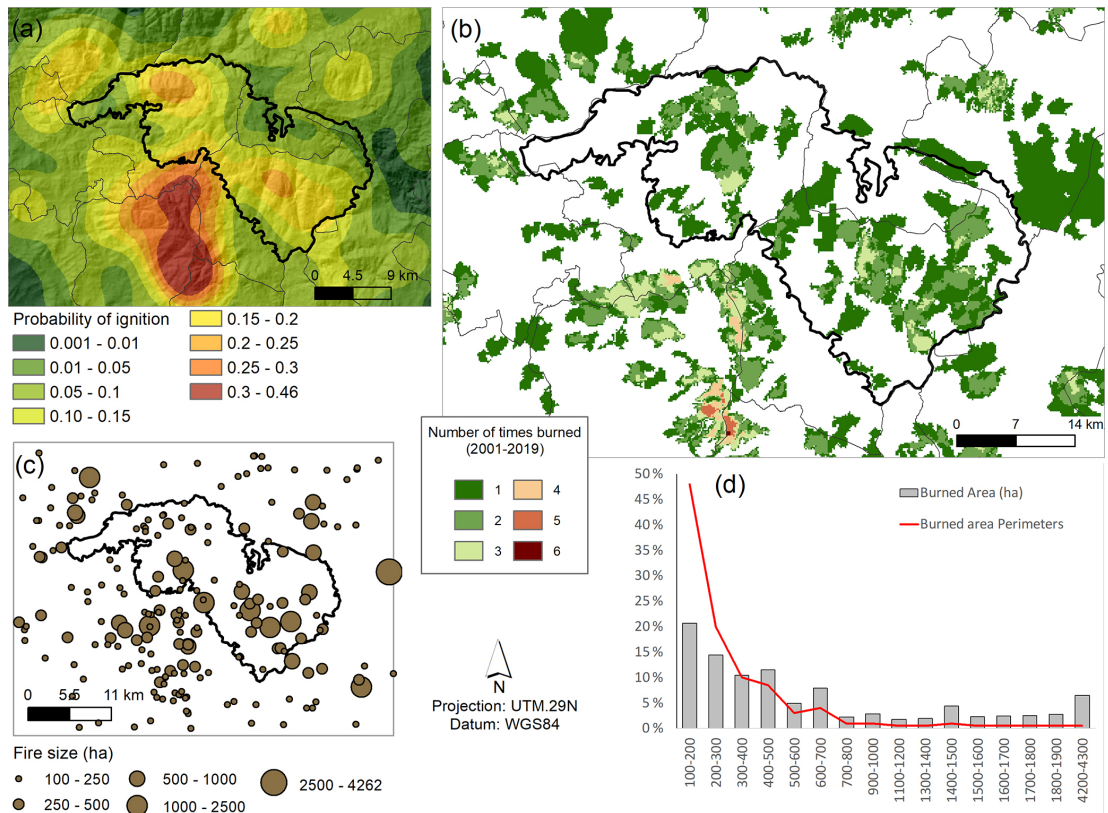 (a)
0 4.5 9 km
Probability of ignition
0.001 - 0.01
0.01 - 0.05
0.05 - 0.1
0.10 - 0.15
0.15 - 0.2
0.2 - 0.25
0.25 - 0.3
0.3 - 0.46
(b)
0 7 14 km
Number of times burned
(2001-2019)
1
2
3
4
5
6
(c)
0 5.5 11 km
Fire size (ha)
100 - 250
250 - 500
500 - 1000
1000 - 2500
2500 - 4262
N
Projection: UTM.29N
Datum: WGS84
(d)
Burned Area (ha)
Burned area Perimeters
50 %
45 %
40 %
35 %
30 %
25 %
20 %
15 %
10 %
5 %
0 %
100-200
200-300
300-400
400-500
500-600
600-700
700-800
900-1000
1100-1200
1300-1400
1400-1500
1500-1600
1600-1700
1700-1800
1800-1900
4200-4300